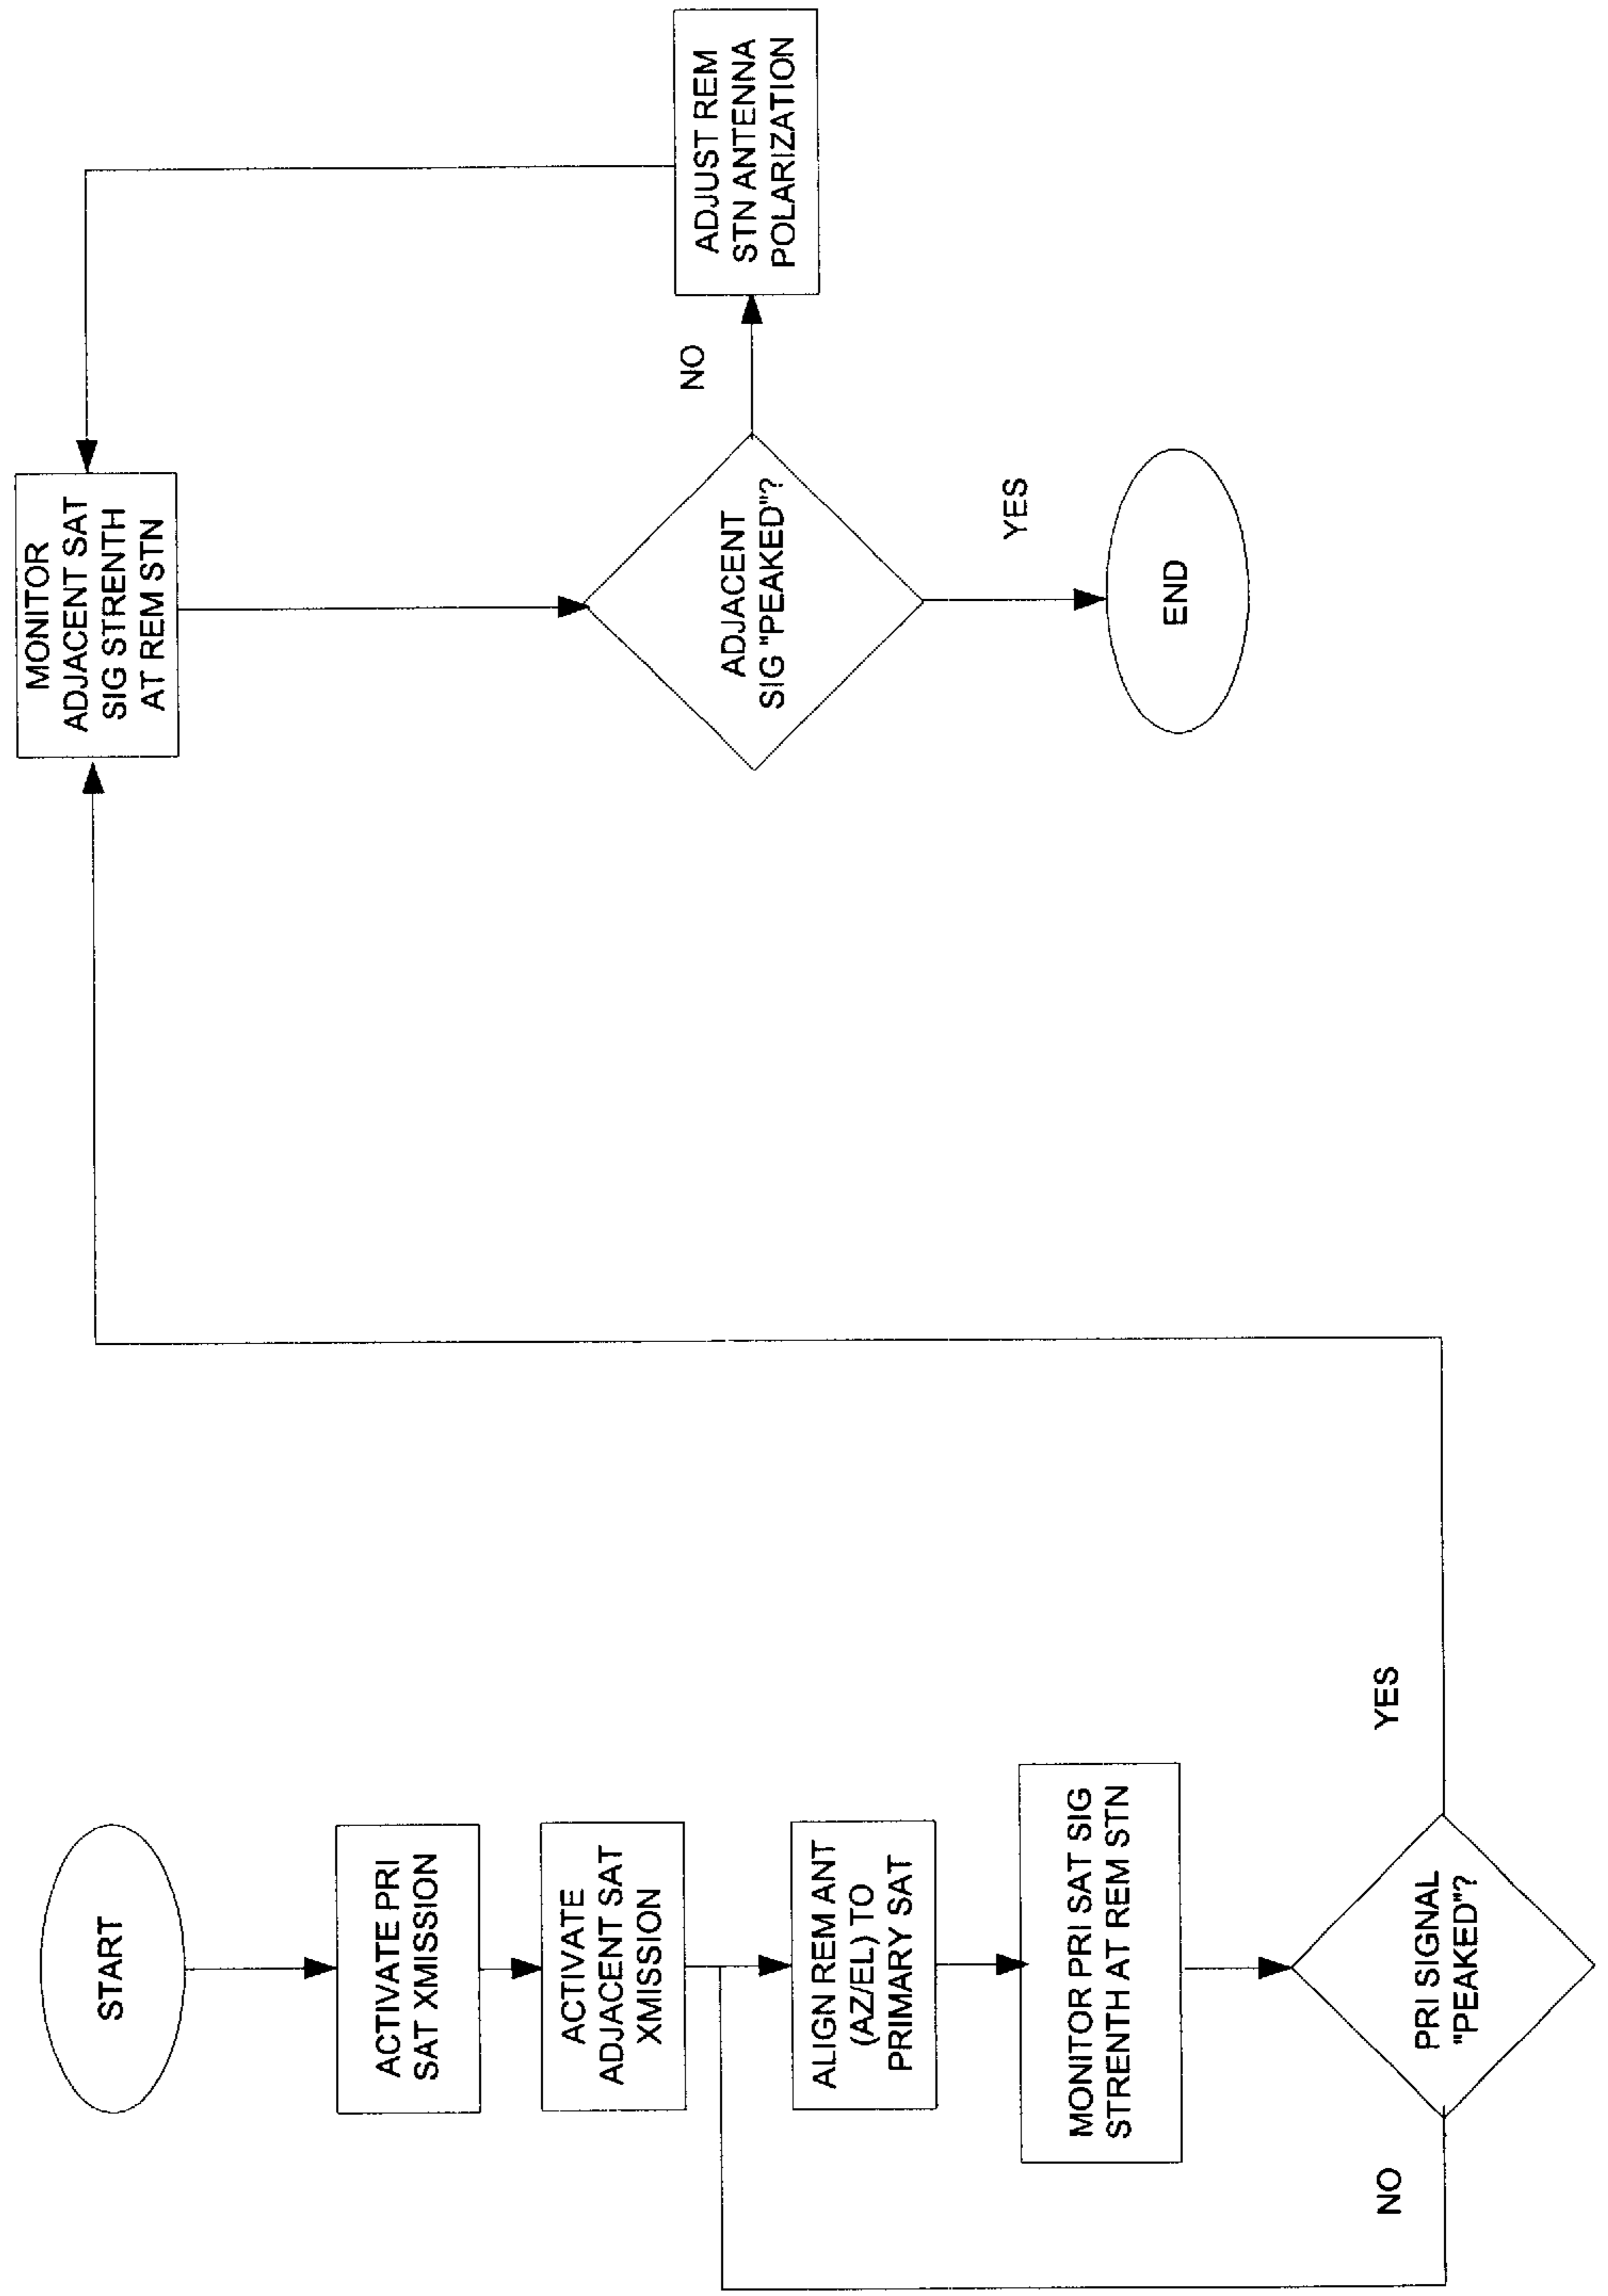 START
ACTIVATE PRI
SAT XMISSION
ACTIVATE
ADJACENT SAT
XMISSION
ALIGN REM ANT
(AZ/EL) TO
PRIMARY SAT
MONITOR PRI SAT SIG
STRENTH AT REM STN
PRI SIGNAL
"PEAKED"?
NO
YES
MONITOR
ADJACENT SAT
SIG STRENTH
AT REM STN
ADJACENT
SIG "PEAKED"?
NO
ADJUST REM
STN ANTENNA
POLARIZATION
YES
END